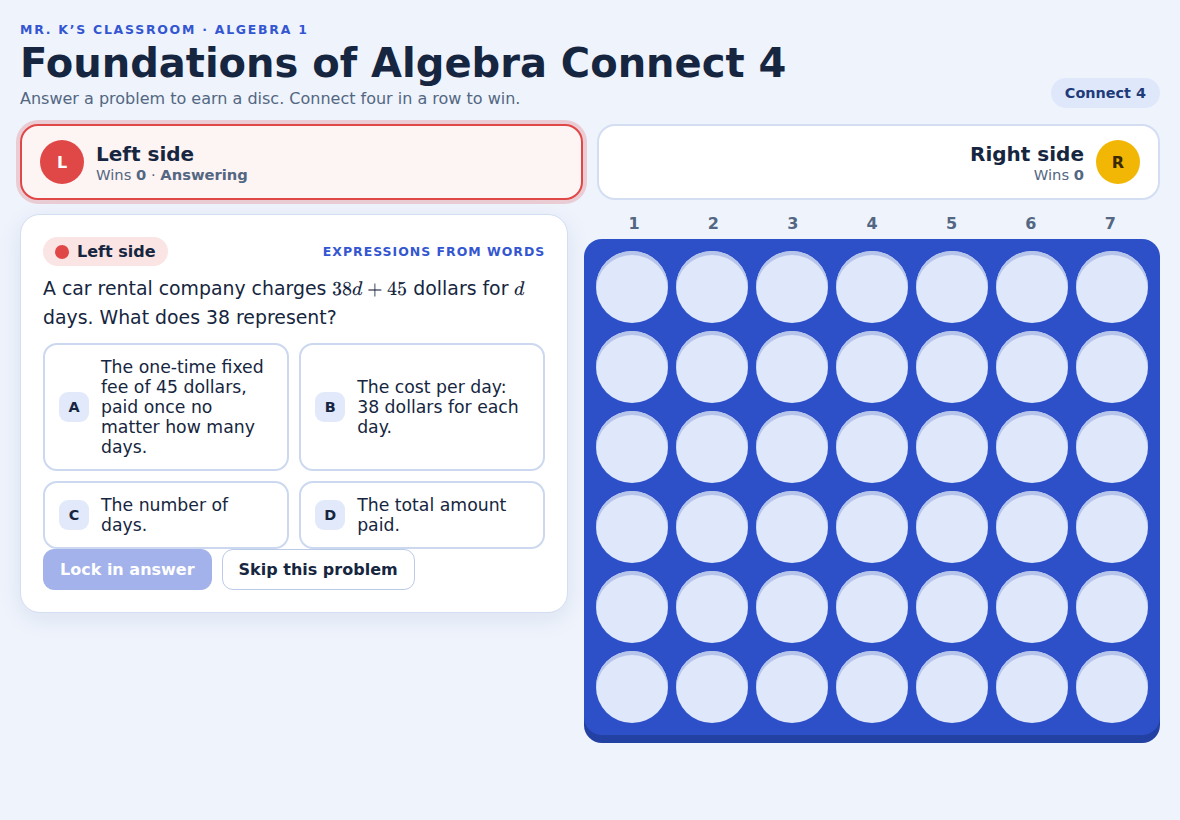 MR. K’S CLASSROOM · ALGEBRA 1
Foundations of Algebra Connect 4
Answer a problem to earn a disc. Connect four in a row to win.
Connect 4
L
Left side
Wins 0 · Answering
Right side
Wins 0
R
Left side
EXPRESSIONS FROM WORDS
A car rental company charges 38d + 45 dollars for d
days. What does 38 represent?
A
The one-time fixed
fee of 45 dollars,
paid once no
matter how many
days.
B
The cost per day:
38 dollars for each
day.
C
The number of
days.
D
The total amount
paid.
Lock in answer
Skip this problem
1 2 3 4 5 6 7